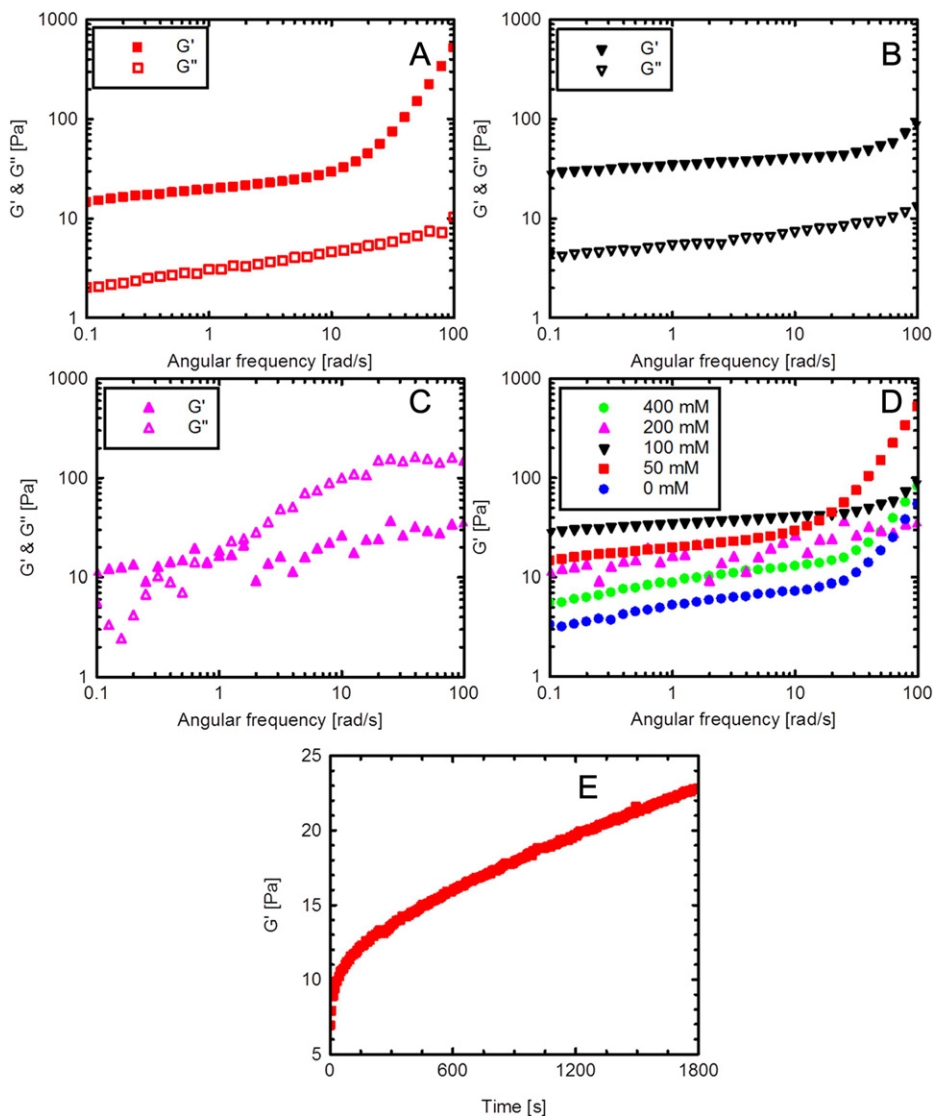 A
G'
G"
G' & G" [Pa]
1000
100
10
1
0.1 1 10 100
Angular frequency [rad/s]
B
G'
G"
G' & G" [Pa]
1000
100
10
1
0.1 1 10 100
Angular frequency [rad/s]
C
G'
G"
G' & G" [Pa]
1000
100
10
1
0.1 1 10 100
Angular frequency [rad/s]
D
400 mM
200 mM
100 mM
50 mM
0 mM
G' [Pa]
1000
100
10
1
0.1 1 10 100
Angular frequency [rad/s]
E
G' [Pa]
25
20
15
10
5
0 600 1200 1800
Time [s]